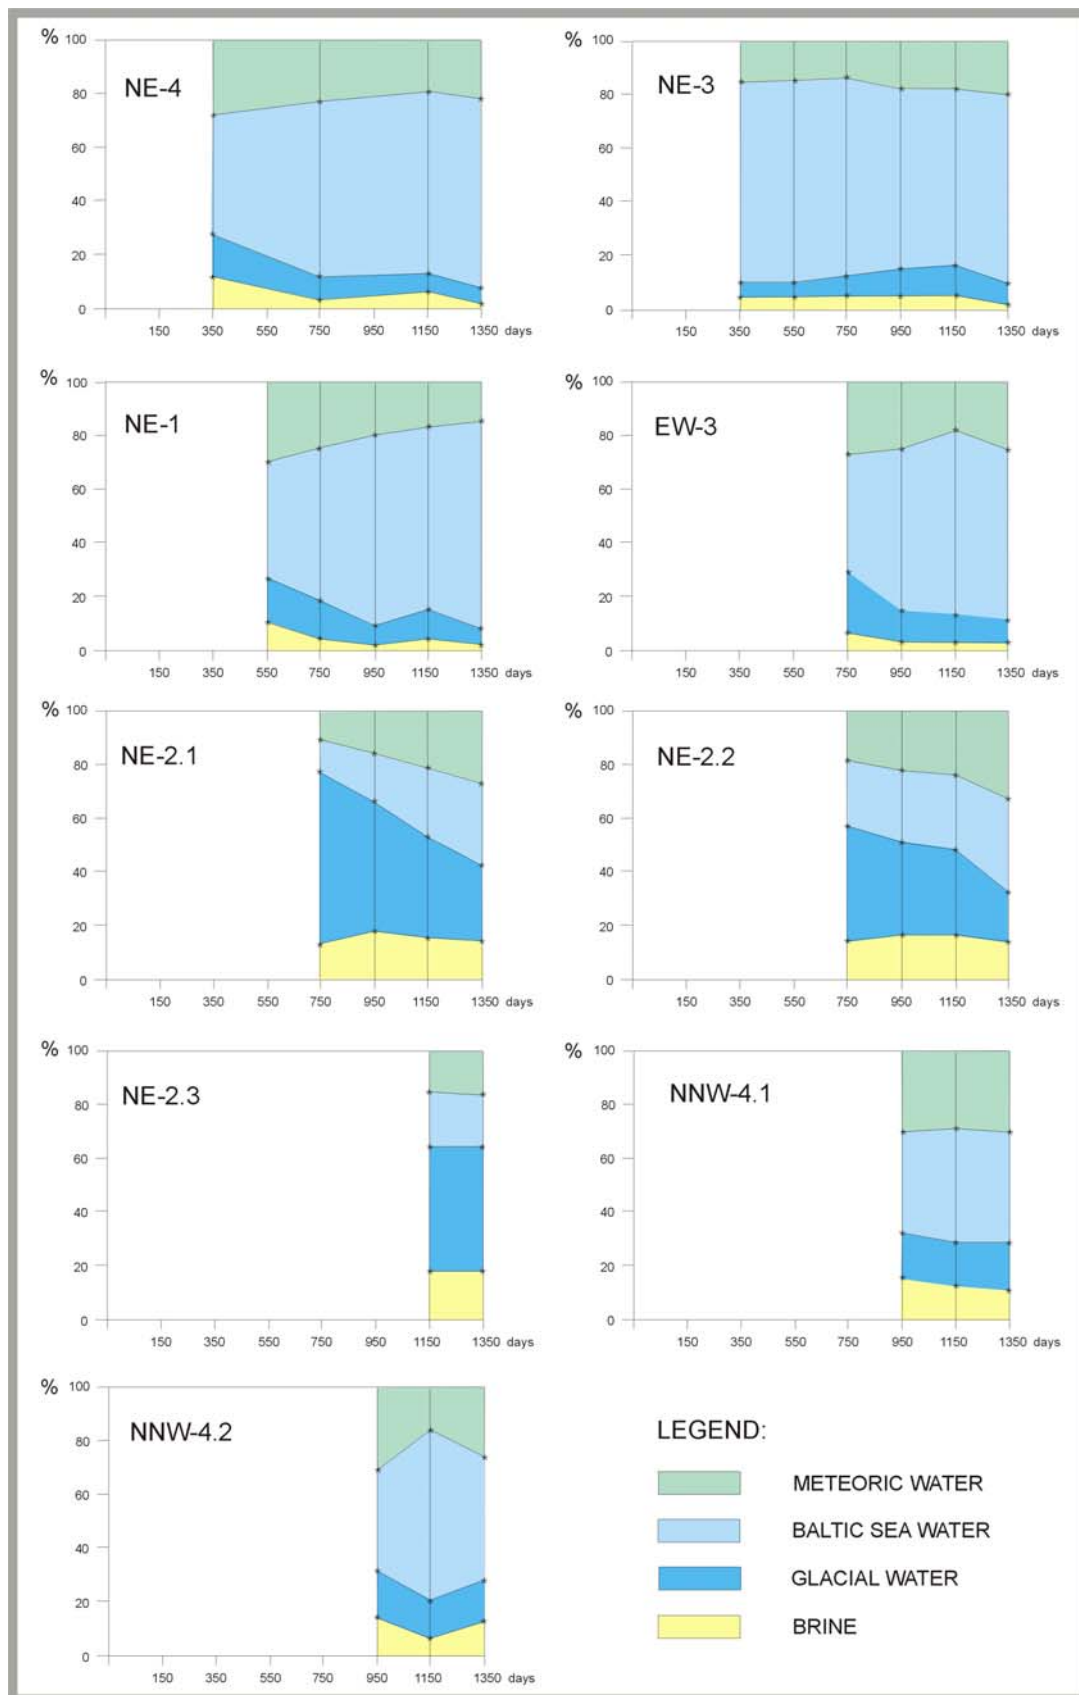 % 100 % 100
NE-4 NE-3
80 80
60 60
40 40
20 20
0 0
150 350 550 750 950 1150 1350 days 150 350 550 750 950 1150 1350 days
% 100 % 100
NE-1 EW-3
80 80
60 60
40 40
20 20
0 0
150 350 550 750 950 1150 1350 days 150 350 550 750 950 1150 1350 days
% 100 % 100
NE-2.1 NE-2.2
80 80
60 60
40 40
20 20
0 0
150 350 550 750 950 1150 1350 days 150 350 550 750 950 1150 1350 days
% 100 % 100
NE-2.3 NNW-4.1
80 80
60 60
40 40
20 20
0 0
150 350 550 750 950 1150 1350 days 150 350 550 750 950 1150 1350 days
% 100
NNW-4.2
80
60
40
20
0
150 350 550 750 950 1150 1350 days
LEGEND:
METEORIC WATER
BALTIC SEA WATER
GLACIAL WATER
BRINE